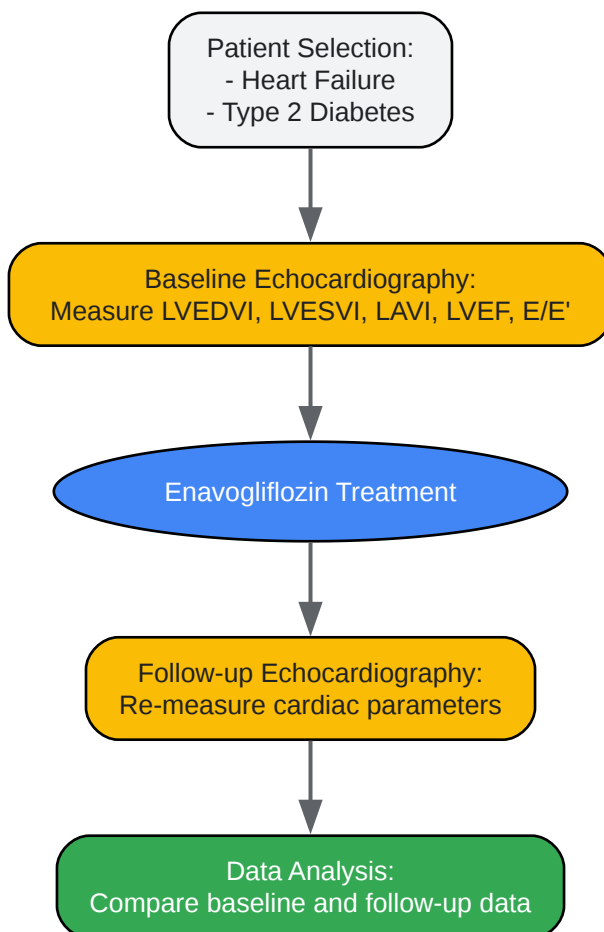 Patient Selection:
- Heart Failure
- Type 2 Diabetes
Baseline Echocardiography:
Measure LVEDVI, LVESVI, LAVI, LVEF, E/E'
Enavogliflozin Treatment
Follow-up Echocardiography:
Re-measure cardiac parameters
Data Analysis:
Compare baseline and follow-up data